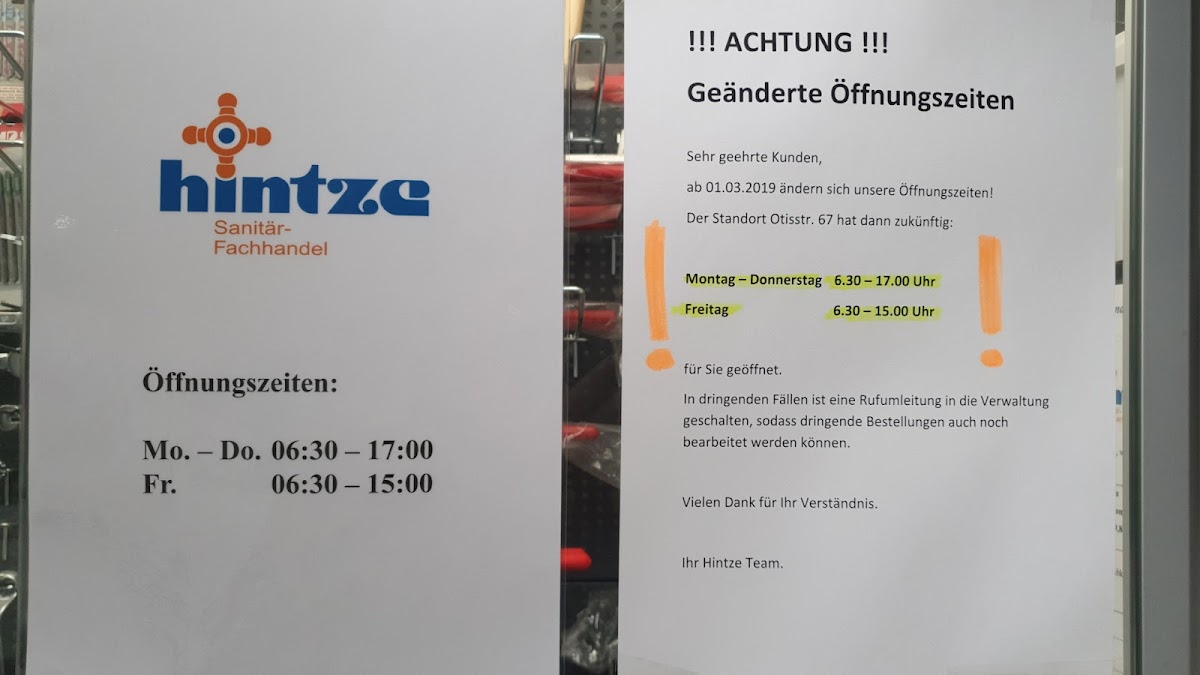 hintze
Sanitär-
Fachhandel
Öffnungszeiten:
Mo. – Do. 06:30 – 17:00
Fr. 06:30 – 15:00
!!! ACHTUNG !!!
Geänderte Öffnungszeiten
Sehr geehrte Kunden,
ab 01.03.2019 ändern sich unsere Öffnungszeiten!
Der Standort Otisstr. 67 hat dann zukünftig:
Montag – Donnerstag 6.30 – 17.00 Uhr
Freitag 6.30 – 15.00 Uhr
für Sie geöffnet.
In dringenden Fällen ist eine Rufumleitung in die Verwaltung
geschalten, sodass dringende Bestellungen auch noch
bearbeitet werden können.
Vielen Dank für Ihr Verständnis.
Ihr Hintze Team.